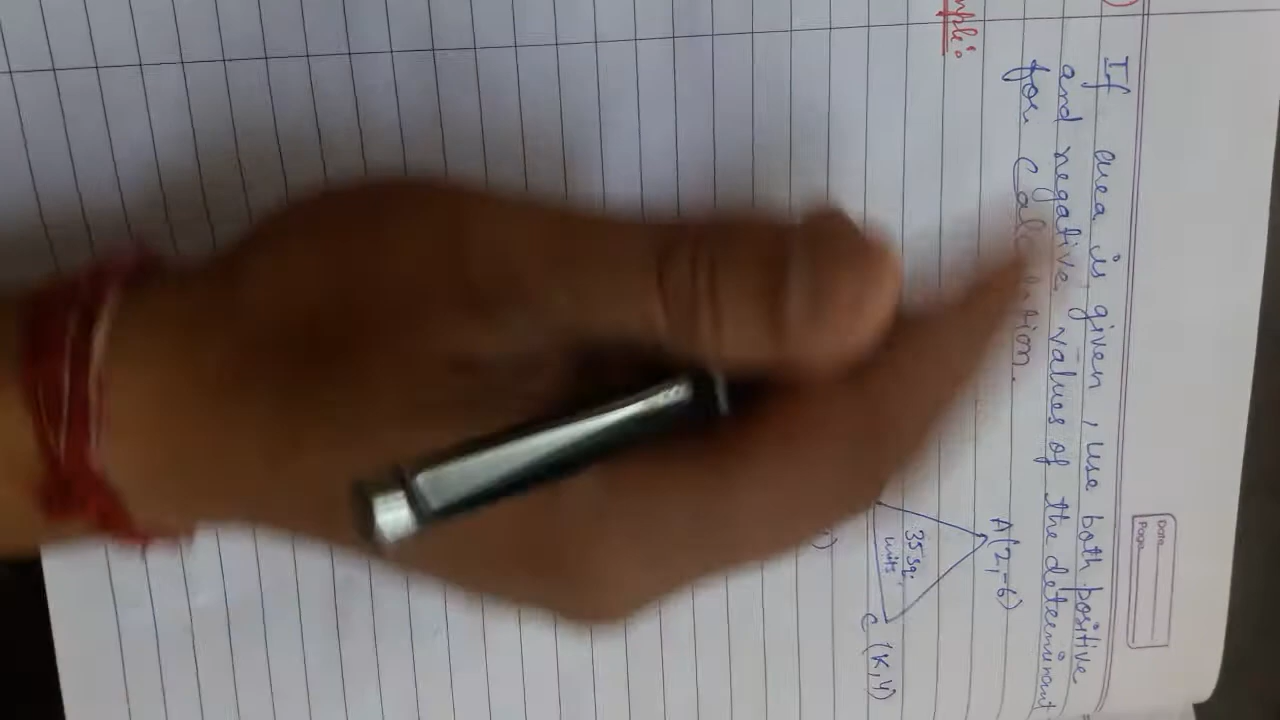 Date
Page
If area is given, use both positive
and negative values of the determinant
for calculation.
A(2,-6)
35 sq.
units
C (K,4)